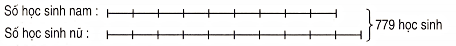 Số học sinh nam :
Số học sinh nữ :
779 học sinh